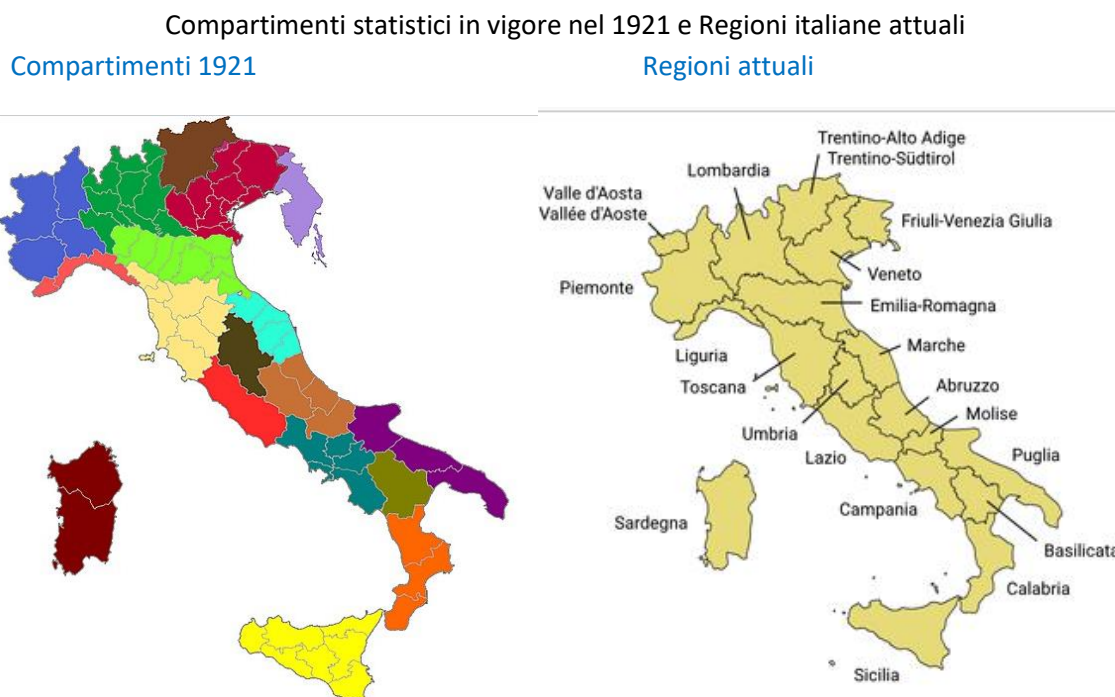 Compartimenti statistici in vigore nel 1921 e Regioni italiane attuali
Compartimenti 1921
Regioni attuali
Trentino-Alto Adige
Trentino-Südtirol
Lombardia
Valle d'Aosta
Vallée d'Aoste
Friuli-Venezia Giulia
Veneto
Piemonte
Emilia-Romagna
Marche
Liguria
Toscana
Abruzzo
Molise
Umbria
Lazio
Puglia
Campania
Sardegna
Basilicata
Calabria
Sicilia